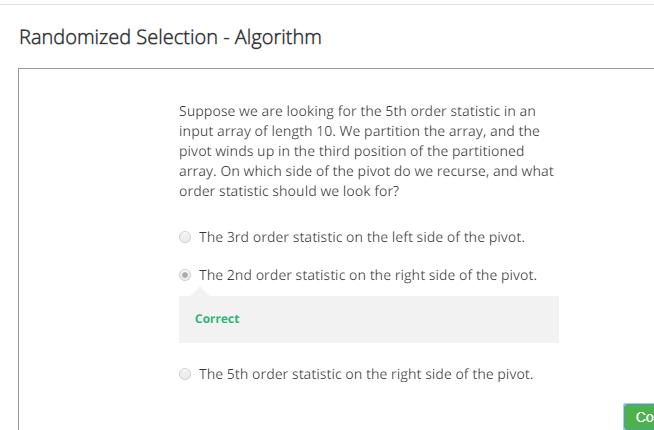 Randomized Selection - Algorithm
Suppose we are looking for the 5th order statistic in an
input array of length 10. We partition the array, and the
pivot winds up in the third position of the partitioned
array. On which side of the pivot do we recurse, and what
order statistic should we look for?
The 3rd order statistic on the left side of the pivot.
The 2nd order statistic on the right side of the pivot.
Correct
The 5th order statistic on the right side of the pivot.
Co